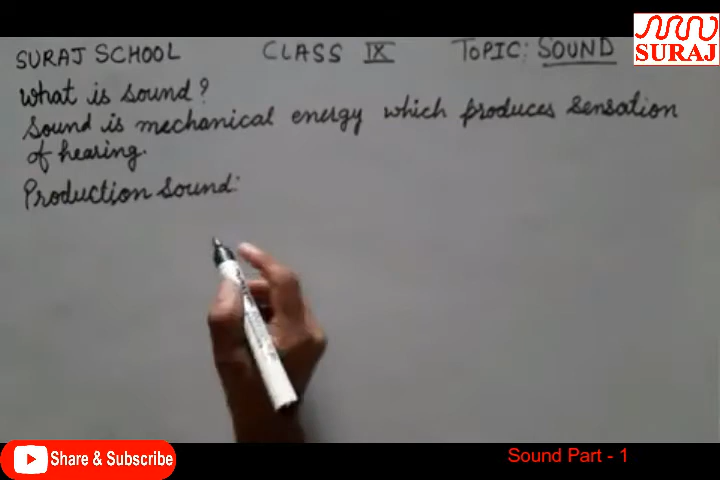 SURAJ SCHOOL CLASS IX TOPIC: SOUND
SURAJ
What is sound?
Sound is mechanical energy which produces sensation
of hearing.
Production Sound:
Share & Subscribe
Sound Part - 1